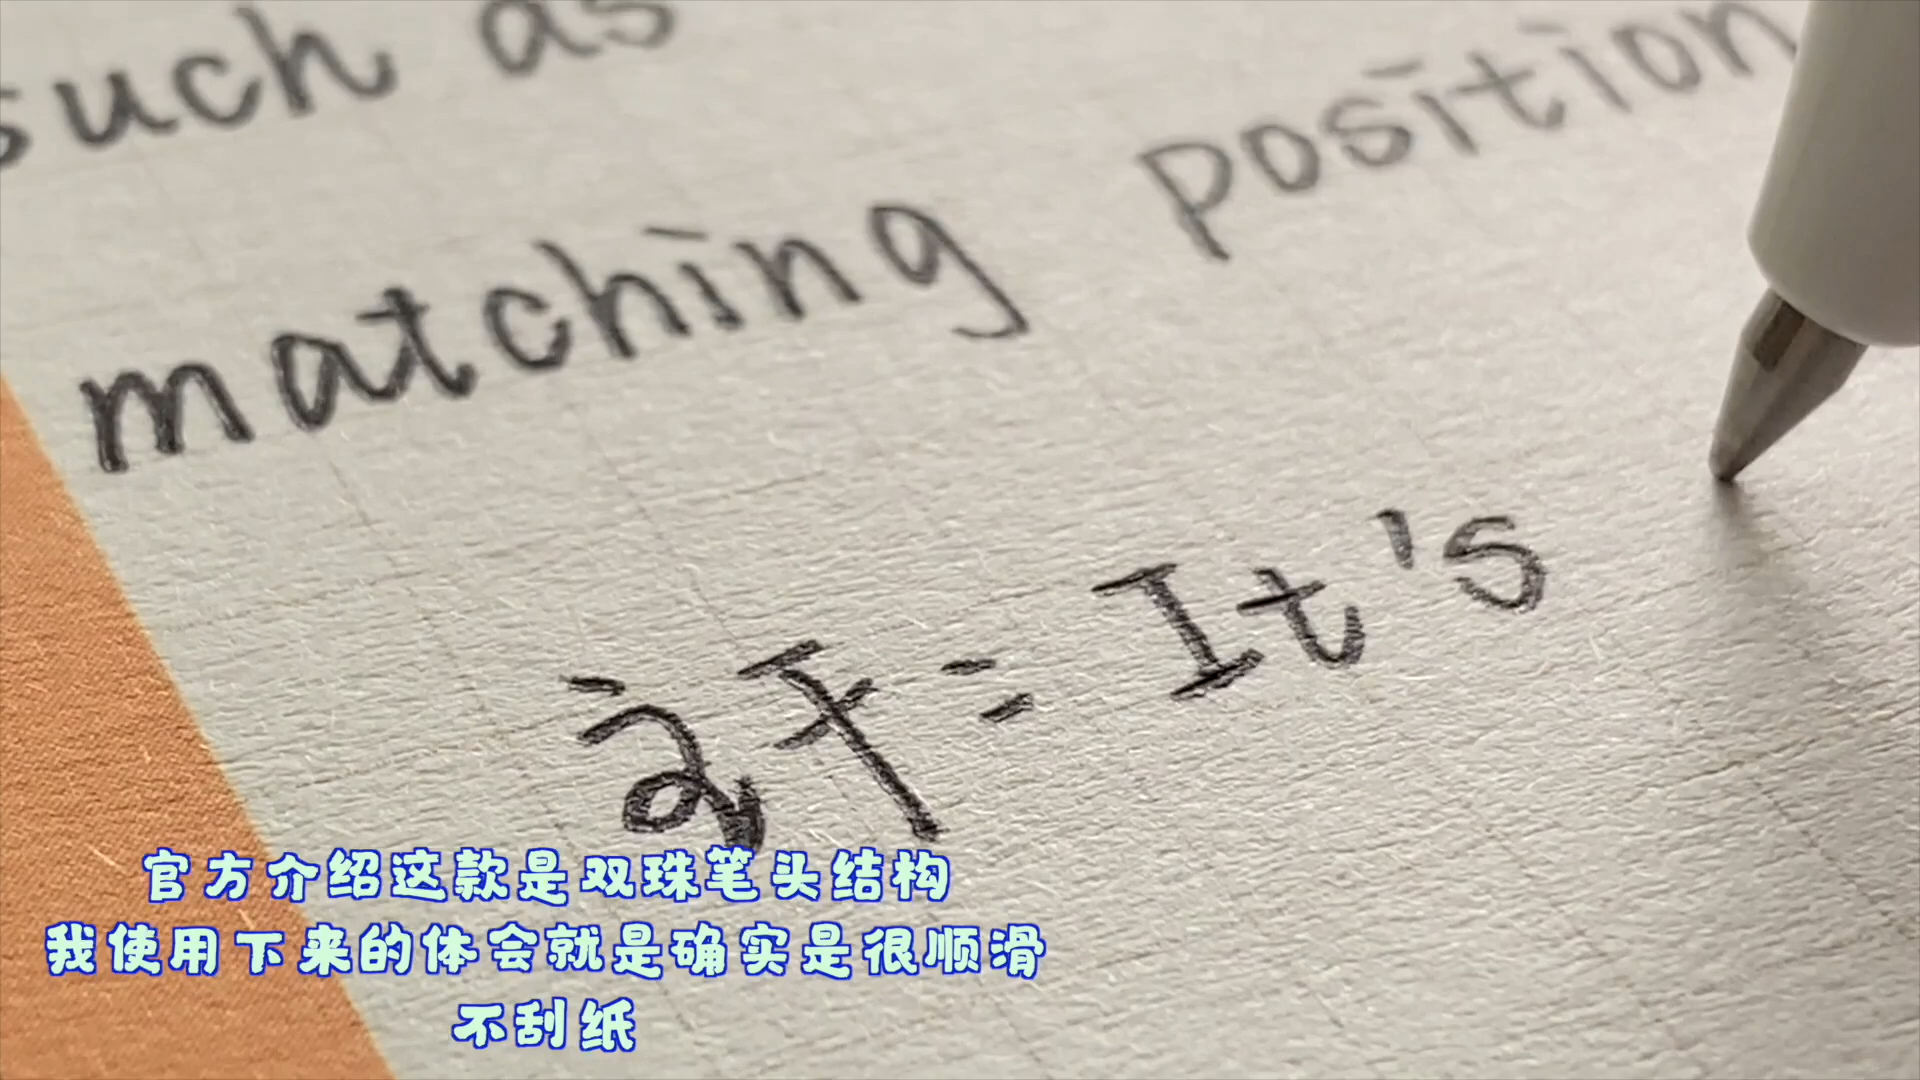 such as
matching position
好= It's
官方介绍这款是双珠笔头结构
我使用下来的体会就是确实是很顺滑
不刮纸